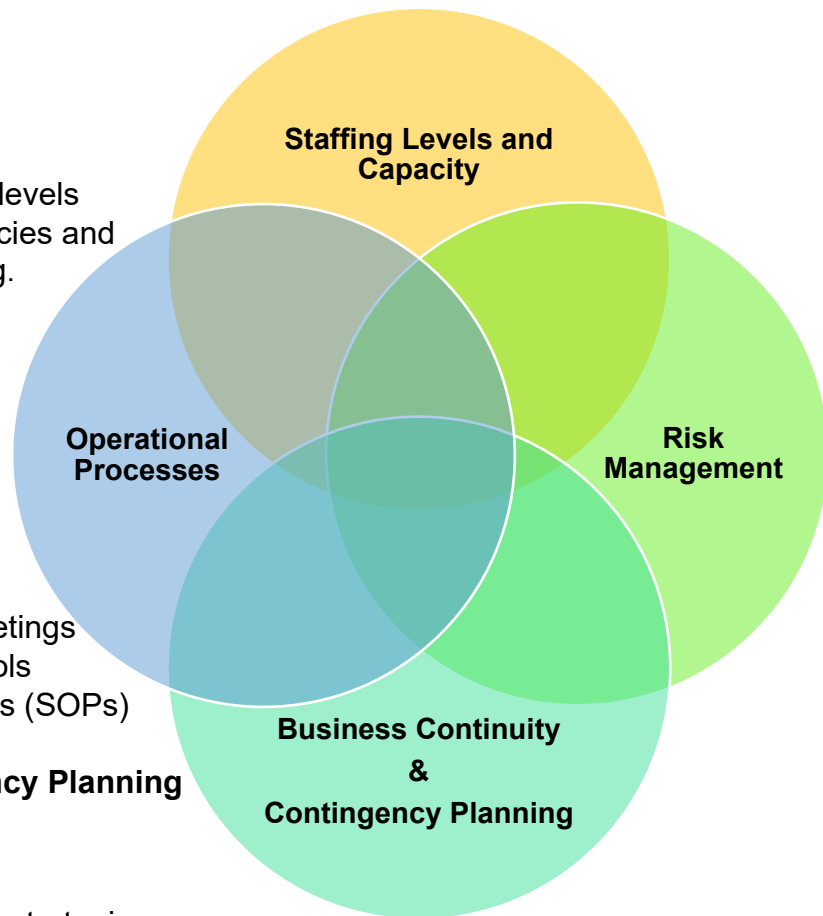 Staffing Levels and
Capacity
levels
cies and
g.
Operational
Processes
Risk
Management
etings
ols
s (SOPs)
ncy Planning
Business Continuity
&
Contingency Planning